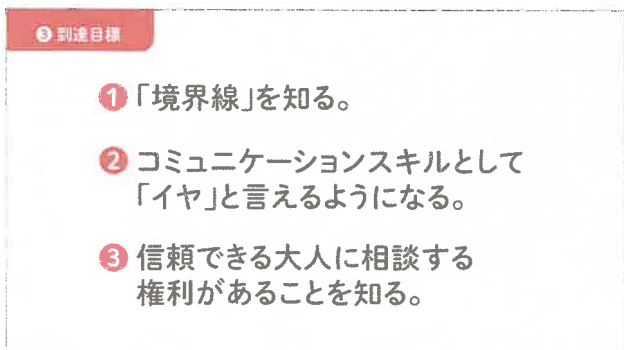 ❸ 到達目標
❶「境界線」を知る。
❷ コミュニケーションスキルとして
「イヤ」と言えるようになる。
❸ 信頼できる大人に相談する
権利があることを知る。